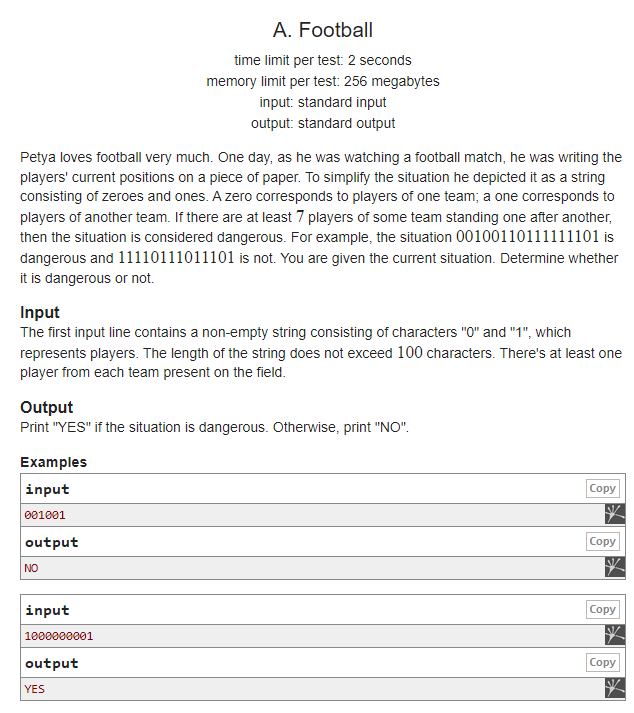 A. Football
time limit per test: 2 seconds
memory limit per test: 256 megabytes
input: standard input
output: standard output
Petya loves football very much. One day, as he was watching a football match, he was writing the
players' current positions on a piece of paper. To simplify the situation he depicted it as a string
consisting of zeroes and ones. A zero corresponds to players of one team; a one corresponds to
players of another team. If there are at least 7 players of some team standing one after another,
then the situation is considered dangerous. For example, the situation 00100110111111101 is
dangerous and 11110111011101 is not. You are given the current situation. Determine whether
it is dangerous or not.
Input
The first input line contains a non-empty string consisting of characters "0" and "1", which
represents players. The length of the string does not exceed 100 characters. There's at least one
player from each team present on the field.
Output
Print "YES" if the situation is dangerous. Otherwise, print "NO".
Examples
input Copy
001001
output Copy
NO
input Copy
1000000001
output Copy
YES